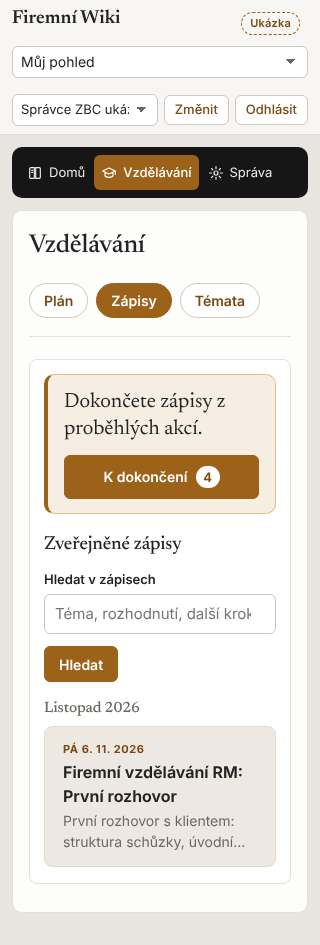 Firemní Wiki
Ukázka
Můj pohled
Správce ZBC uká:
Změnit
Odhlásit
Domů
Vzdělávání
Správa
Vzdělávání
Plán
Zápisy
Témata
Dokončete zápisy z
proběhlých akcí.
K dokončení 4
Zveřejněné zápisy
Hledat v zápisech
Téma, rozhodnutí, další krok
Hledat
Listopad 2026
PÁ 6. 11. 2026
Firemní vzdělávání RM:
První rozhovor
První rozhovor s klientem:
struktura schůzky, úvodní...